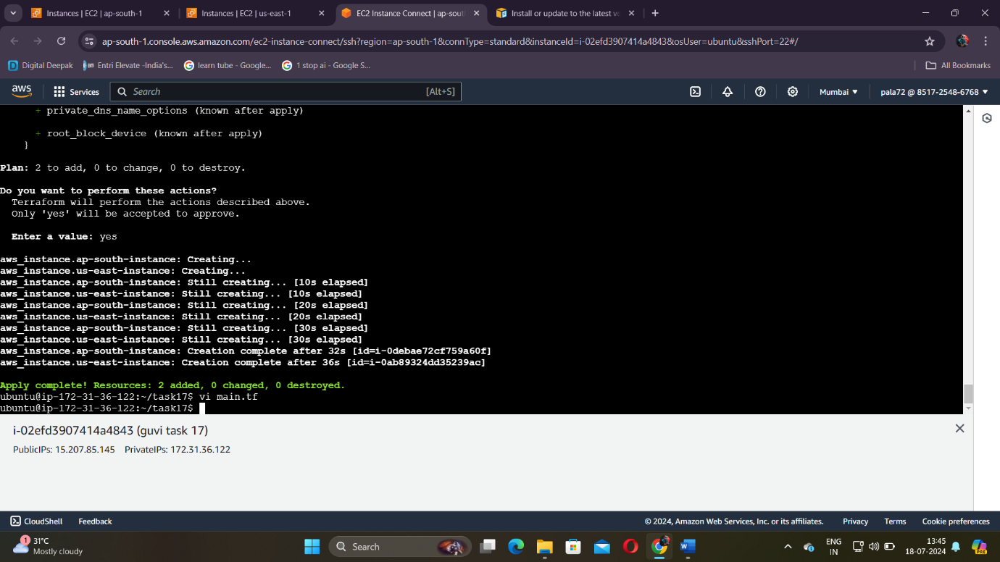 Instances | EC2 | ap-south-1
Instances | EC2 | us-east-1
EC2 Instance Connect | ap-sout
Install or update to the latest ve
ap-south-1.console.aws.amazon.com/ec2-instance-connect/ssh?region=ap-south-1&connType=standard&instanceId=i-02efd3907414a4843&osUser=ubuntu&sshPort=22#/
Digital Deepak
Entri Elevate -India's...
learn tube - Google...
1 stop ai - Google S...
All Bookmarks
aws
Services
Search
[Alt+S]
Mumbai
pala72 @ 8517-2548-6768
+ private_dns_name_options (known after apply)
+ root_block_device (known after apply)
}
Plan: 2 to add, 0 to change, 0 to destroy.
Do you want to perform these actions?
Terraform will perform the actions described above.
Only 'yes' will be accepted to approve.
Enter a value: yes
aws_instance.ap-south-instance: Creating...
aws_instance.us-east-instance: Creating...
aws_instance.ap-south-instance: Still creating... [10s elapsed]
aws_instance.us-east-instance: Still creating... [10s elapsed]
aws_instance.ap-south-instance: Still creating... [20s elapsed]
aws_instance.us-east-instance: Still creating... [20s elapsed]
aws_instance.ap-south-instance: Still creating... [30s elapsed]
aws_instance.us-east-instance: Still creating... [30s elapsed]
aws_instance.ap-south-instance: Creation complete after 32s [id=i-0debae72cf759a60f]
aws_instance.us-east-instance: Creation complete after 36s [id=i-0ab89324dd35239ac]
Apply complete! Resources: 2 added, 0 changed, 0 destroyed.
ubuntu@ip-172-31-36-122:~/task17$ vi main.tf
ubuntu@ip-172-31-36-122:~/task17$
i-02efd3907414a4843 (guvi task 17)
PublicIPs: 15.207.85.145 PrivateIPs: 172.31.36.122
CloudShell
Feedback
© 2024, Amazon Web Services, Inc. or its affiliates.
Privacy
Terms
Cookie preferences
1
31°C
Mostly cloudy
Search
ENG
IN
13:45
18-07-2024
PRE